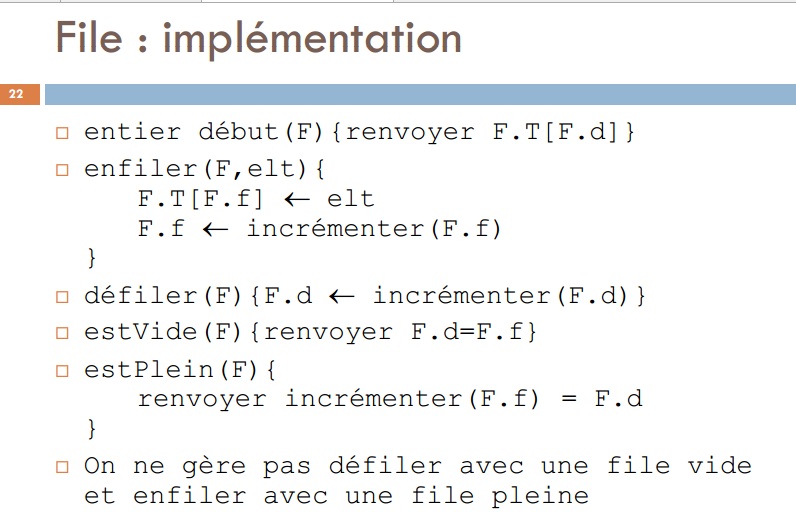 File : implémentation
22
entier début(F){renvoyer F.T[F.d]}
enfiler(F,elt){
F.T[F.f] ← elt
F.f ← incrémenter(F.f)
}
défiler(F){F.d ← incrémenter(F.d)}
estVide(F){renvoyer F.d=F.f}
estPlein(F){
renvoyer incrémenter(F.f) = F.d
}
On ne gère pas défiler avec une file vide
et enfiler avec une file pleine